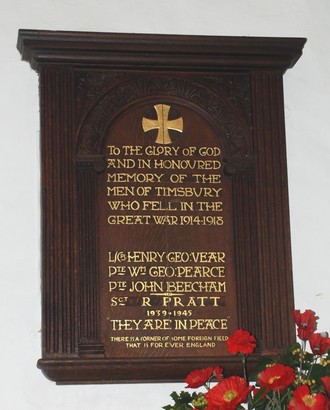 TO THE GLORY OF GOD
AND IN HONOURED
MEMORY OF THE
MEN OF TIMSBURY
WHO FELL IN THE
GREAT WAR 1914-1918
L/CPL HENRY GEO: VEAR
PTE WM GEO: PEARCE
PTE JOHN BEECHAM
SGT R PRATT
1939-1945
"THEY ARE IN PEACE"
THERE IS A CORNER OF SOME FOREIGN FIELD
THAT IS FOR EVER ENGLAND